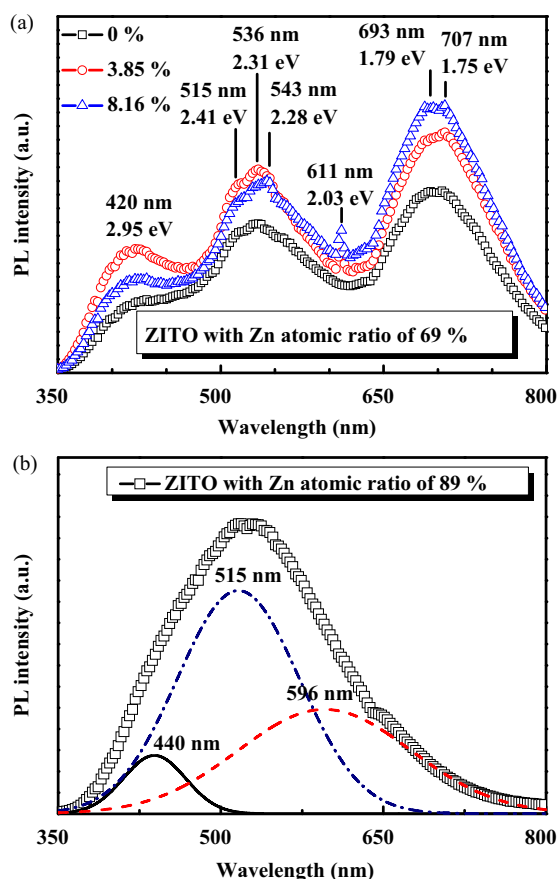 (a)
0 %
3.85 %
8.16 %
536 nm
2.31 eV
693 nm
1.79 eV
707 nm
1.75 eV
515 nm
2.41 eV
543 nm
2.28 eV
611 nm
2.03 eV
420 nm
2.95 eV
PL intensity (a.u.)
ZITO with Zn atomic ratio of 69 %
350
500
650
800
Wavelength (nm)
(b)
ZITO with Zn atomic ratio of 89 %
515 nm
596 nm
440 nm
PL intensity (a.u.)
350
500
650
800
Wavelength (nm)